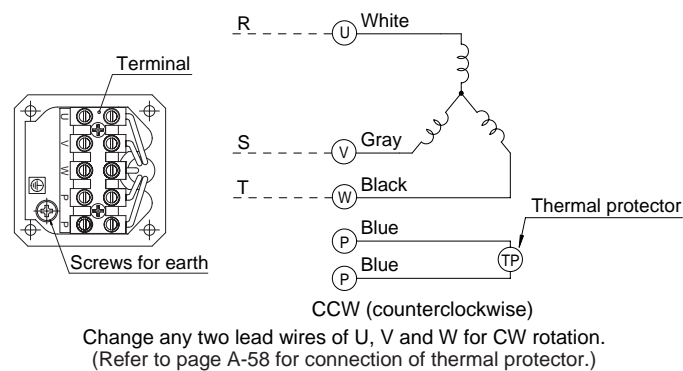 R
U
White
Terminal
U
V
W
P
P
S
V
Gray
T
W
Black
Thermal protector
P
Blue
TP
P
Blue
Screws for earth
CCW (counterclockwise)
Change any two lead wires of U, V and W for CW rotation.
(Refer to page A-58 for connection of thermal protector.)